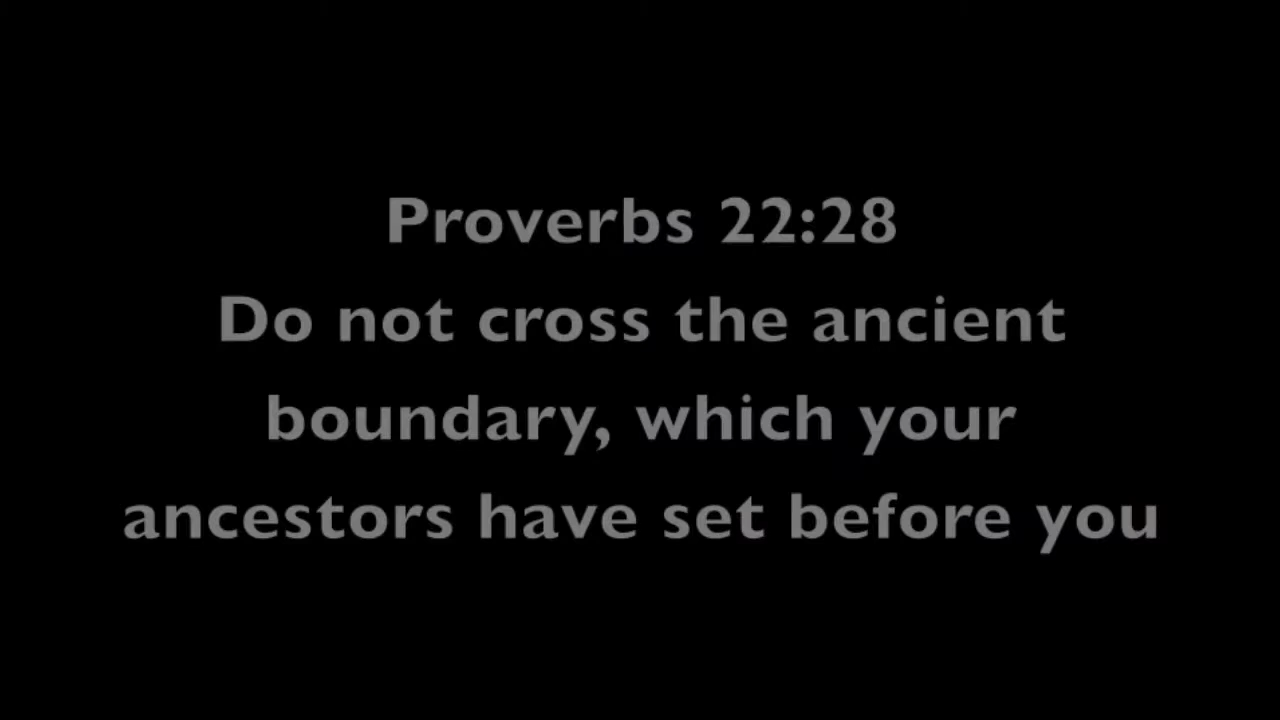 Proverbs 22:28
Do not cross the ancient
boundary, which your
ancestors have set before you